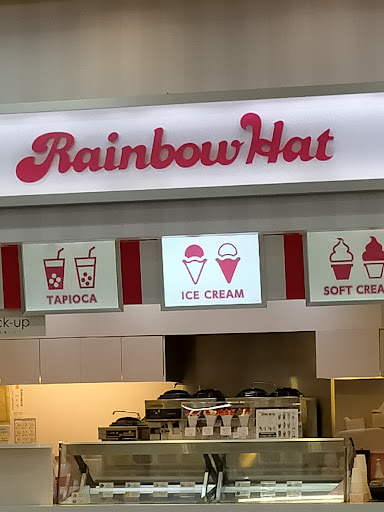 Rainbow Hat
TAPIOCA
ICE CREAM
SOFT CREA
ck-up